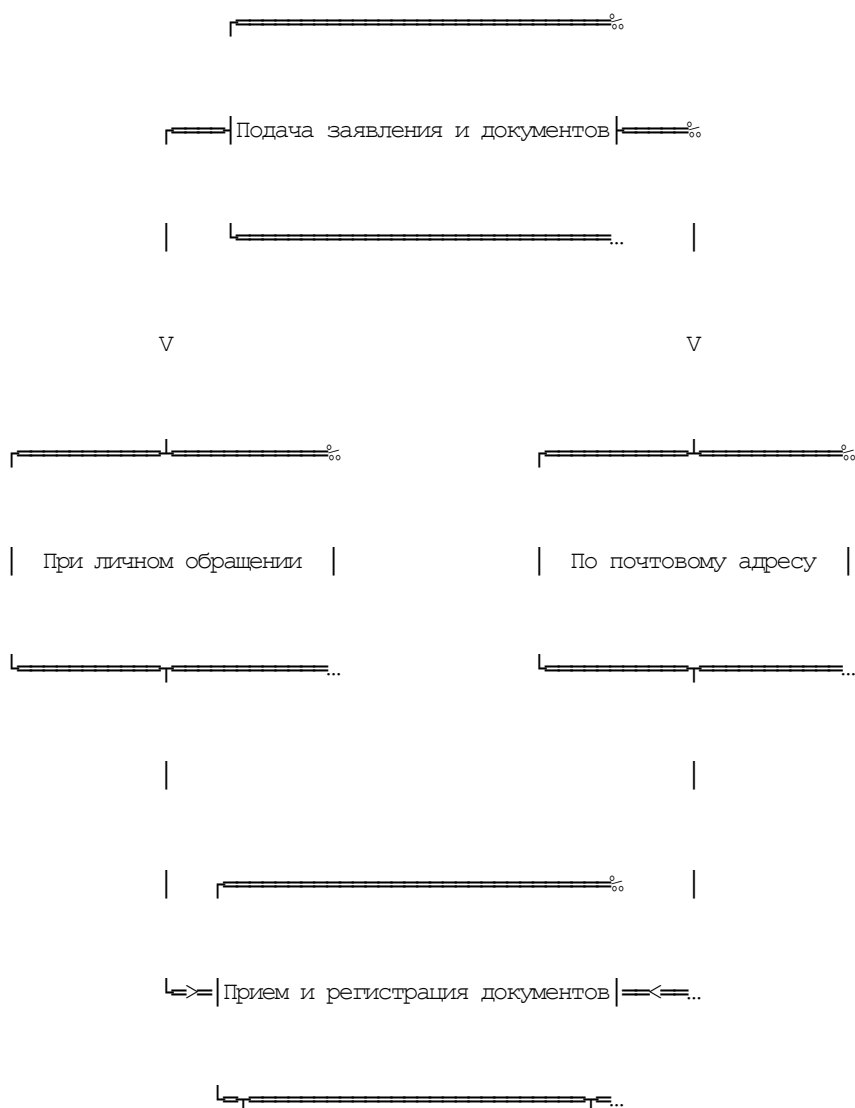 Подача заявления и документов
V V
При личном обращении По почтовому адресу
Прием и регистрация документов